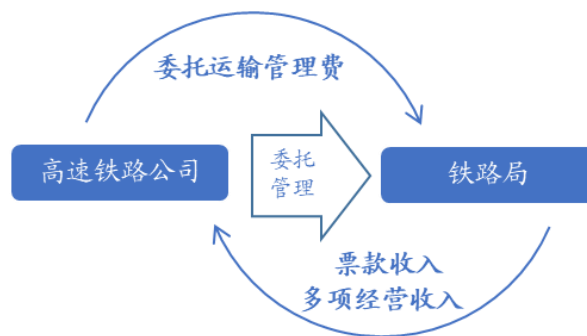 委托运输管理费
高速铁路公司
委托
管理
铁路局
票款收入
多项经营收入